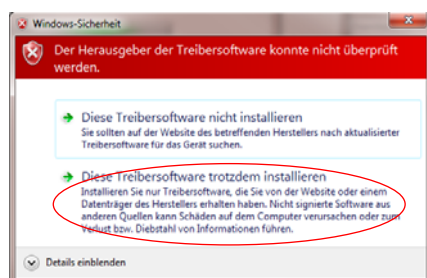 Windows-Sicherheit
Der Herausgeber der Treibersoftware konnte nicht überprüft
werden.
Diese Treibersoftware nicht installieren
Sie sollten auf der Website des betreffenden Herstellers nach aktualisierter
Treibersoftware für das Gerät suchen.
Diese Treibersoftware trotzdem installieren
Installieren Sie nur Treibersoftware, die Sie von der Website oder einem
Datenträger des Herstellers erhalten haben. Nicht signierte Software aus
anderen Quellen kann Schäden auf dem Computer verursachen oder zum
Verlust bzw. Diebstahl von Informationen führen.
Details einblenden